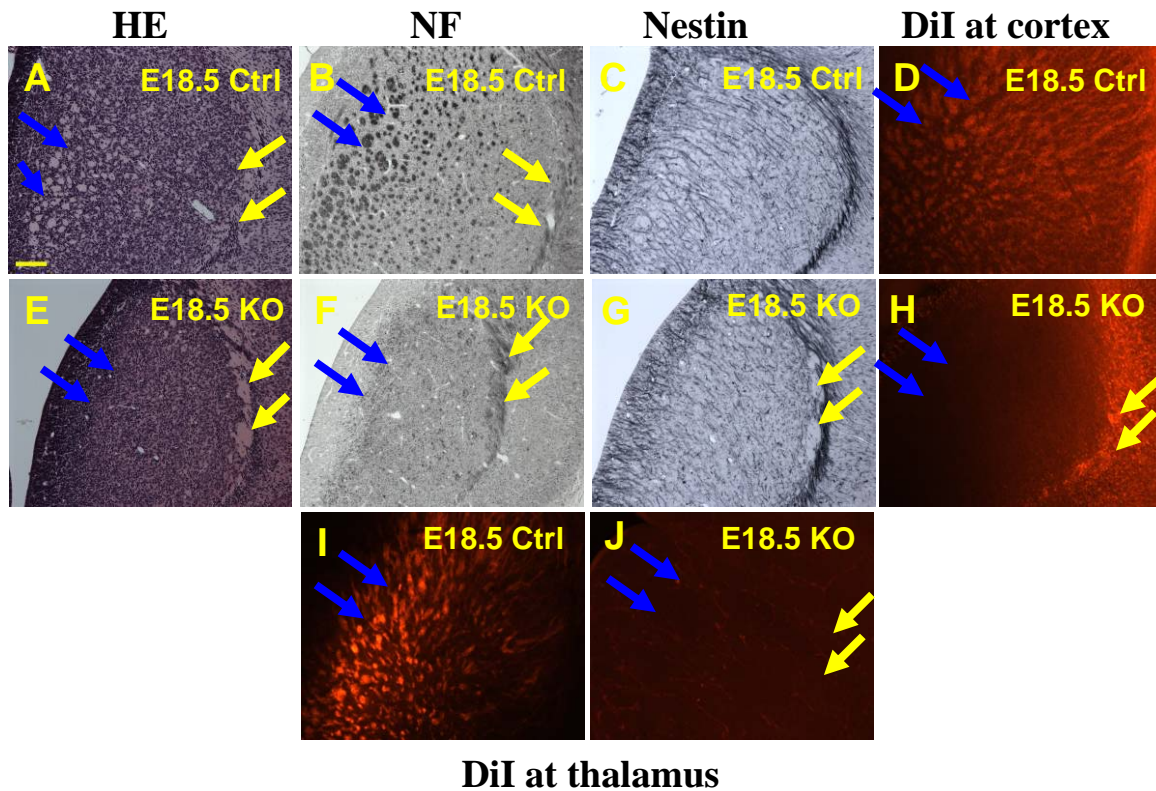 HE NF Nestin DiI at cortex
A E18.5 Ctrl B E18.5 Ctrl C E18.5 Ctrl D E18.5 Ctrl
E E18.5 KO F E18.5 KO G E18.5 KO H E18.5 KO
I E18.5 Ctrl J E18.5 KO
DiI at thalamus